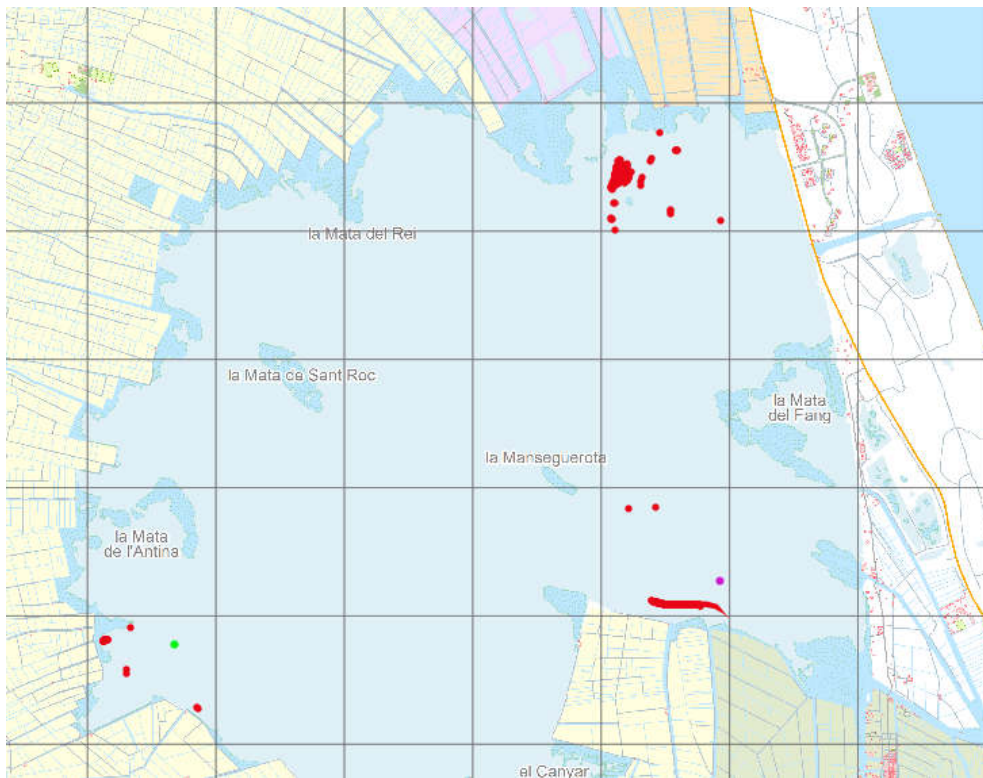 la Mata del Rei
la Mata de Sant Roc
la Mata
del Fang
la Manseguerota
la Mata
de l'Antina
el Canyar